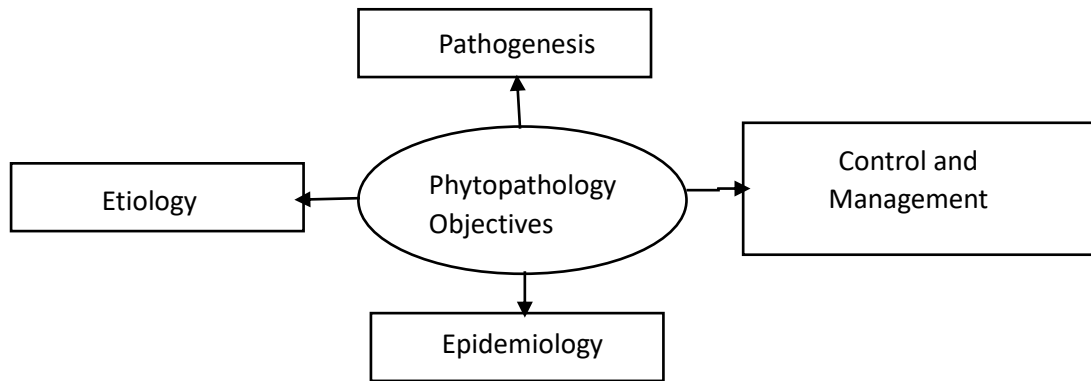 Pathogenesis
Control and
Management
Etiology
Phytopathology
Objectives
Epidemiology